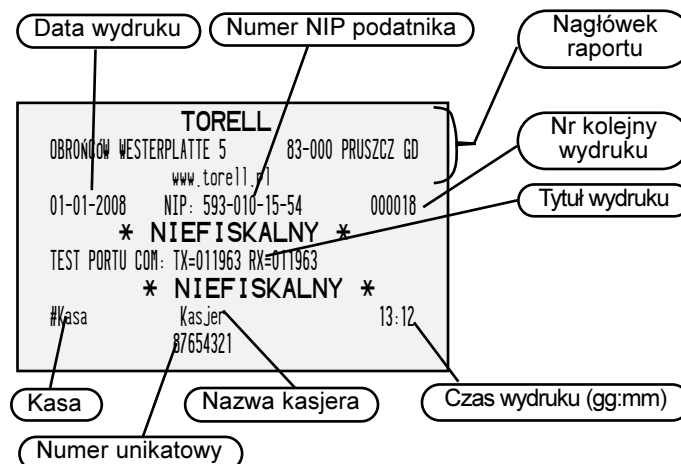 Data wydruku
Numer NIP podatnika
Nagłówek
raportu
TORELL
OBROŃCÓW WESTERPLATTE 5 83-000 PRUSZCZ GD
www.torell.pl
Nr kolejny
wydruku
01-01-2008 NIP: 593-010-15-54 000018
Tytuł wydruku
* NIEFISKALNY *
TEST PORTU COM: TX=011963 RX=011963
* NIEFISKALNY *
#Kasa Kasjer 13:12
87654321
Kasa
Nazwa kasjera
Czas wydruku (gg:mm)
Numer unikatowy